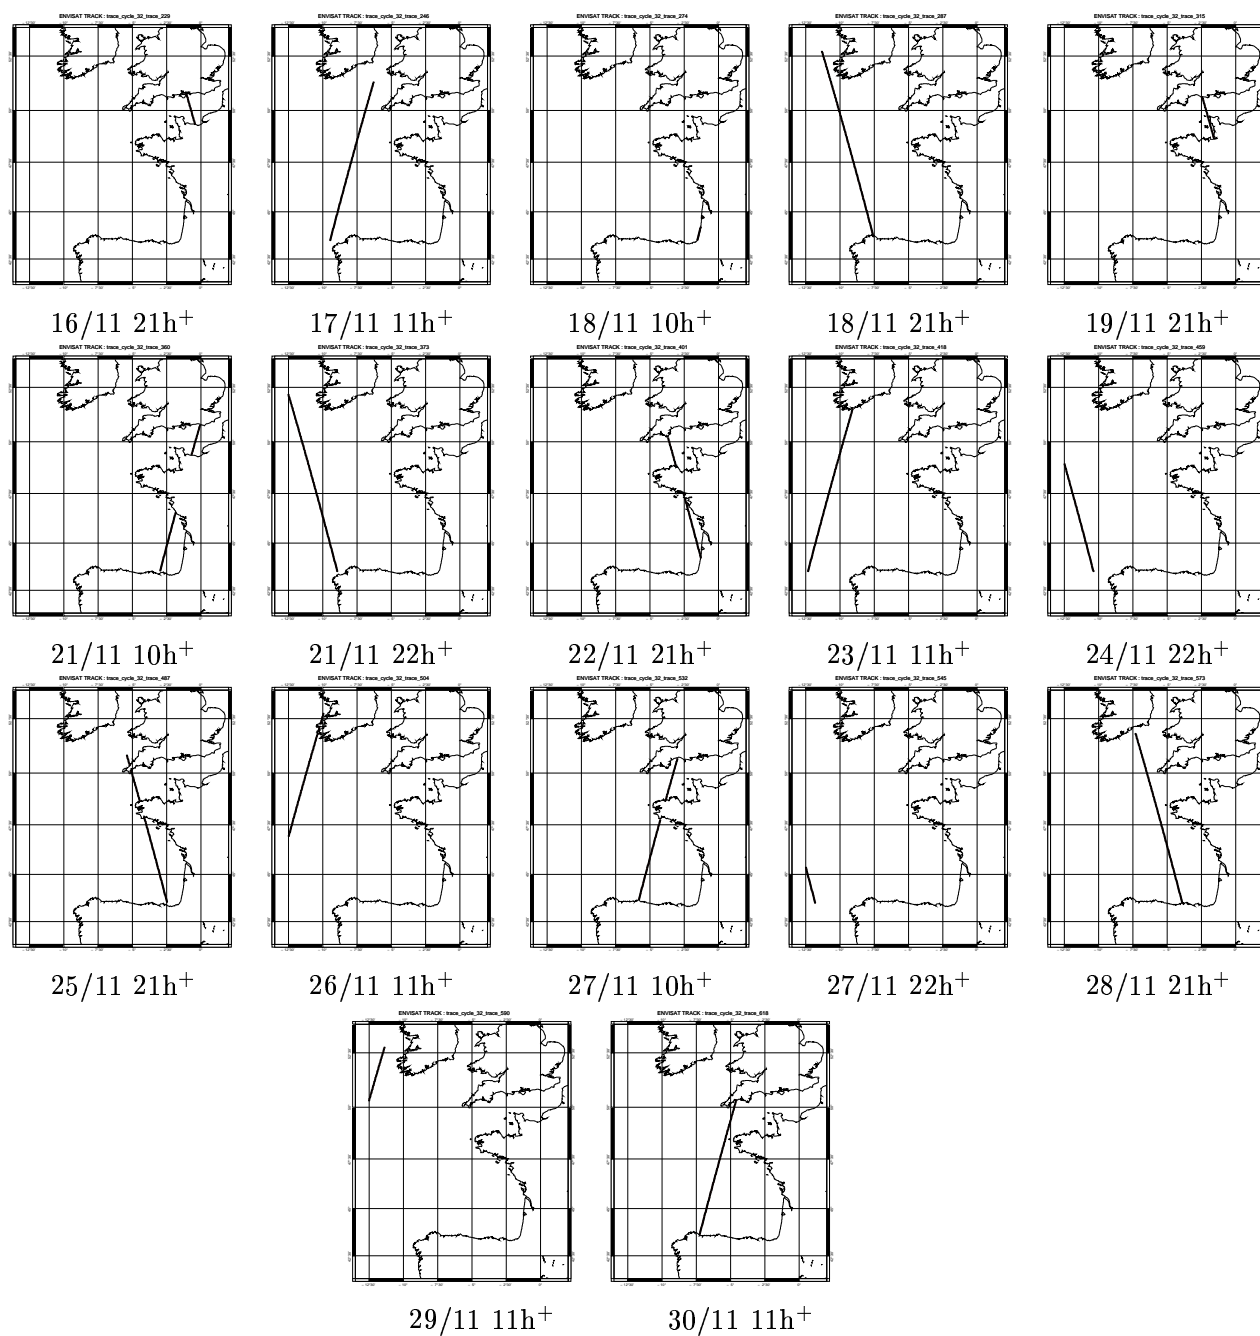 ENVISAT TRACK : trace_cycle_32_trace_229
ENVISAT TRACK : trace_cycle_32_trace_246
ENVISAT TRACK : trace_cycle_32_trace_274
ENVISAT TRACK : trace_cycle_32_trace_287
ENVISAT TRACK : trace_cycle_32_trace_315
16/11 21h+
17/11 11h+
18/11 10h+
18/11 21h+
19/11 21h+
ENVISAT TRACK : trace_cycle_32_trace_360
ENVISAT TRACK : trace_cycle_32_trace_373
ENVISAT TRACK : trace_cycle_32_trace_401
ENVISAT TRACK : trace_cycle_32_trace_418
ENVISAT TRACK : trace_cycle_32_trace_459
21/11 10h+
21/11 22h+
22/11 21h+
23/11 11h+
24/11 22h+
ENVISAT TRACK : trace_cycle_32_trace_487
ENVISAT TRACK : trace_cycle_32_trace_504
ENVISAT TRACK : trace_cycle_32_trace_532
ENVISAT TRACK : trace_cycle_32_trace_545
ENVISAT TRACK : trace_cycle_32_trace_573
25/11 21h+
26/11 11h+
27/11 10h+
27/11 22h+
28/11 21h+
ENVISAT TRACK : trace_cycle_32_trace_590
ENVISAT TRACK : trace_cycle_32_trace_618
29/11 11h+
30/11 11h+